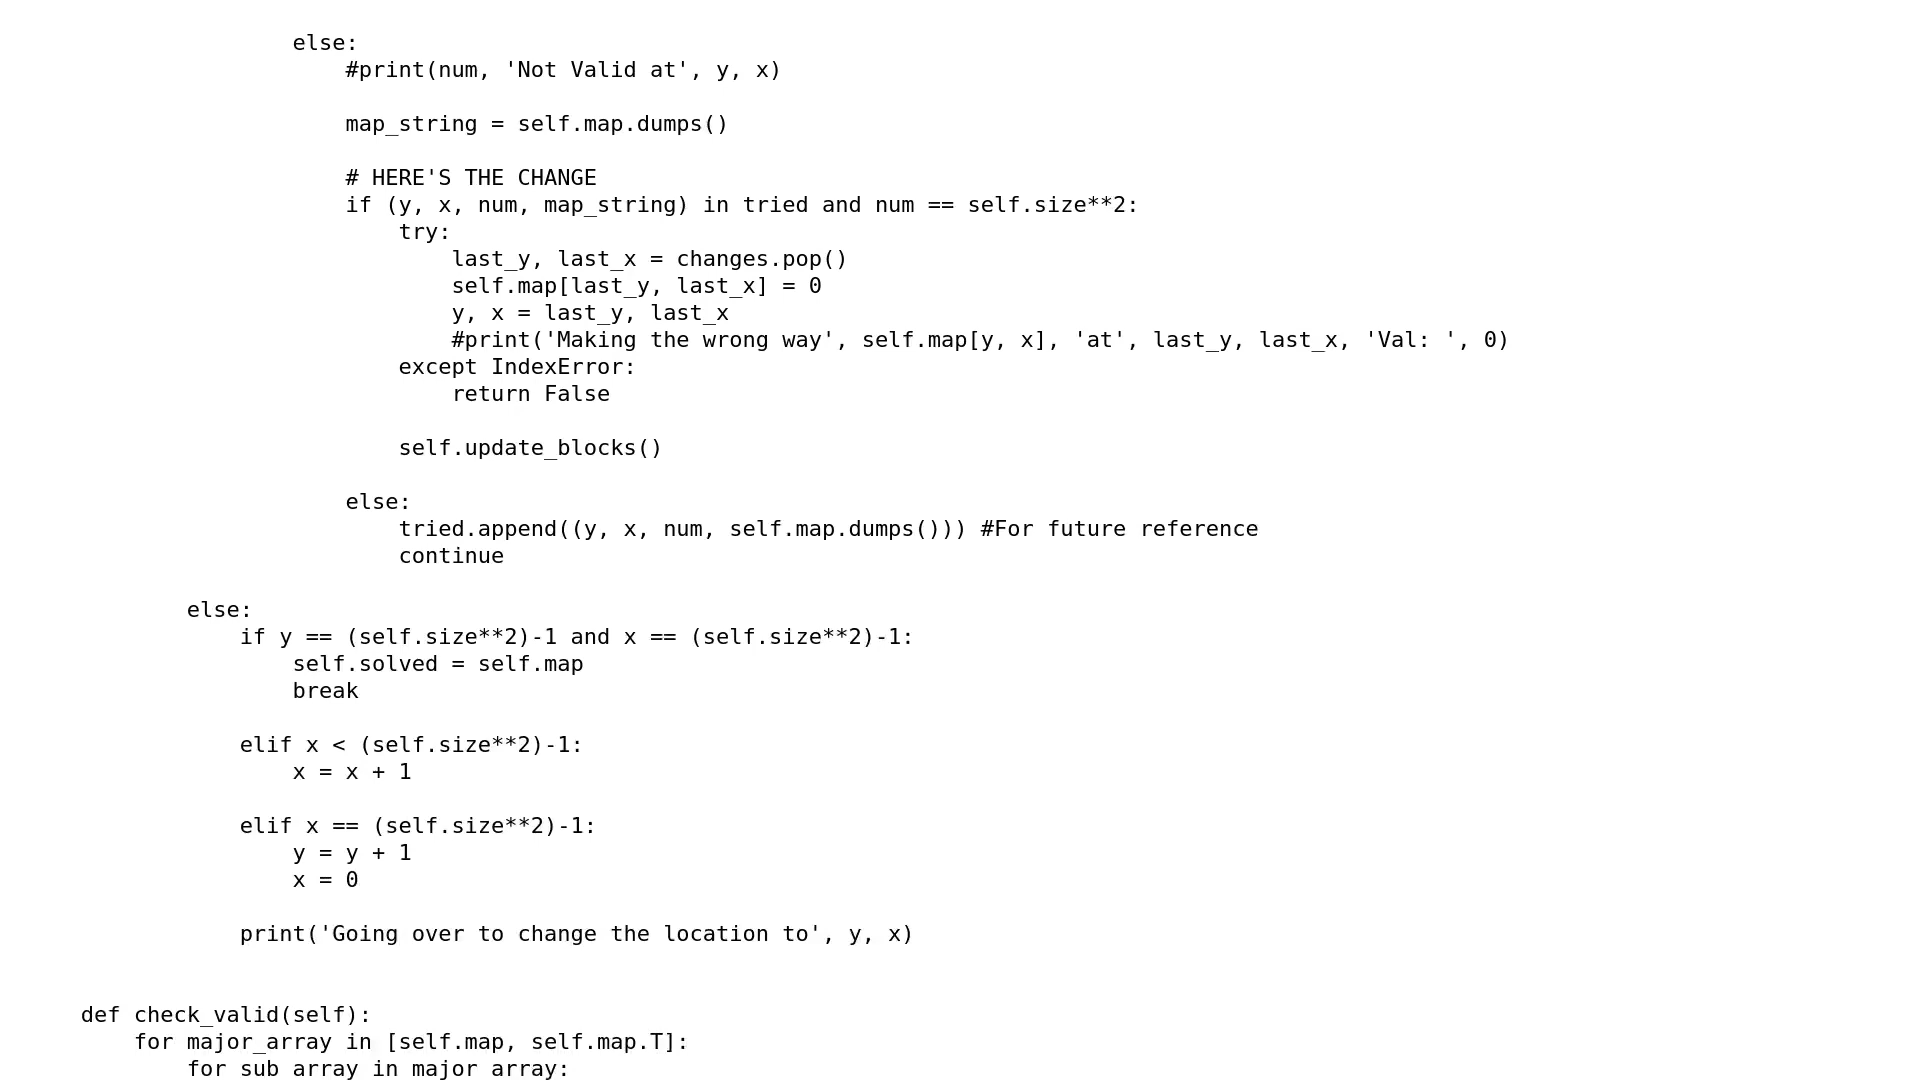 else:
#print(num, 'Not Valid at', y, x)
map_string = self.map.dumps()
# HERE'S THE CHANGE
if (y, x, num, map_string) in tried and num == self.size**2:
try:
last_y, last_x = changes.pop()
self.map[last_y, last_x] = 0
y, x = last_y, last_x
#print('Making the wrong way', self.map[y, x], 'at', last_y, last_x, 'Val: ', 0)
except IndexError:
return False
self.update_blocks()
else:
tried.append((y, x, num, self.map.dumps())) #For future reference
continue
else:
if y == (self.size**2)-1 and x == (self.size**2)-1:
self.solved = self.map
break
elif x < (self.size**2)-1:
x = x + 1
elif x == (self.size**2)-1:
y = y + 1
x = 0
print('Going over to change the location to', y, x)
def check_valid(self):
for major_array in [self.map, self.map.T]:
for sub array in major array: